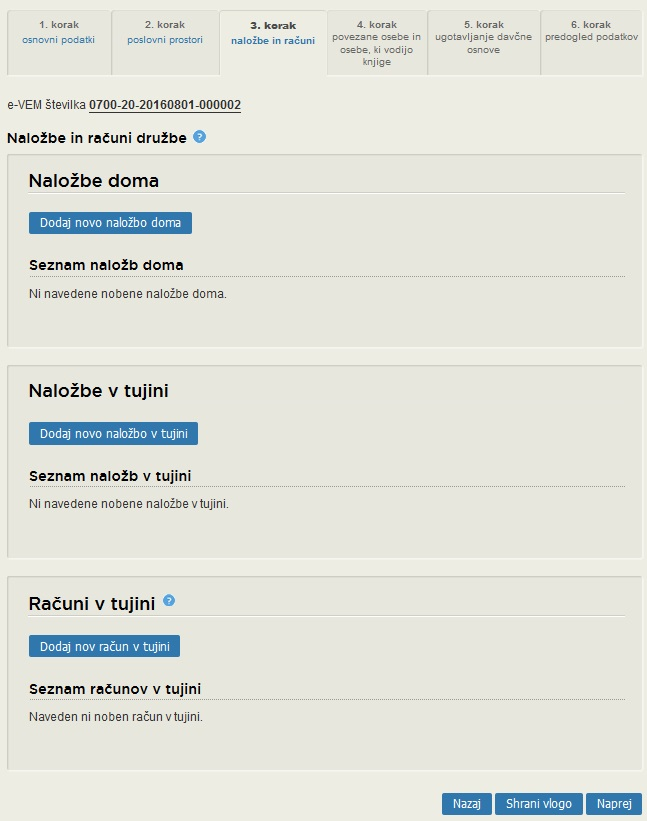 1. korak
osnovni podatki
2. korak
poslovni prostori
3. korak
naložbe in računi
4. korak
povezane osebe in
osebe, ki vodijo
knjige
5. korak
ugotavljanje davčne
osnove
6. korak
predogled podatkov
e-VEM številka 0700-20-20160801-000002
Naložbe in računi družbe ?
Naložbe doma
Dodaj novo naložbo doma
Seznam naložb doma
Ni navedene nobene naložbe doma.
Naložbe v tujini
Dodaj novo naložbo v tujini
Seznam naložb v tujini
Ni navedene nobene naložbe v tujini.
Računi v tujini ?
Dodaj nov račun v tujini
Seznam računov v tujini
Naveden ni noben račun v tujini.
Nazaj Shrani vlogo Naprej